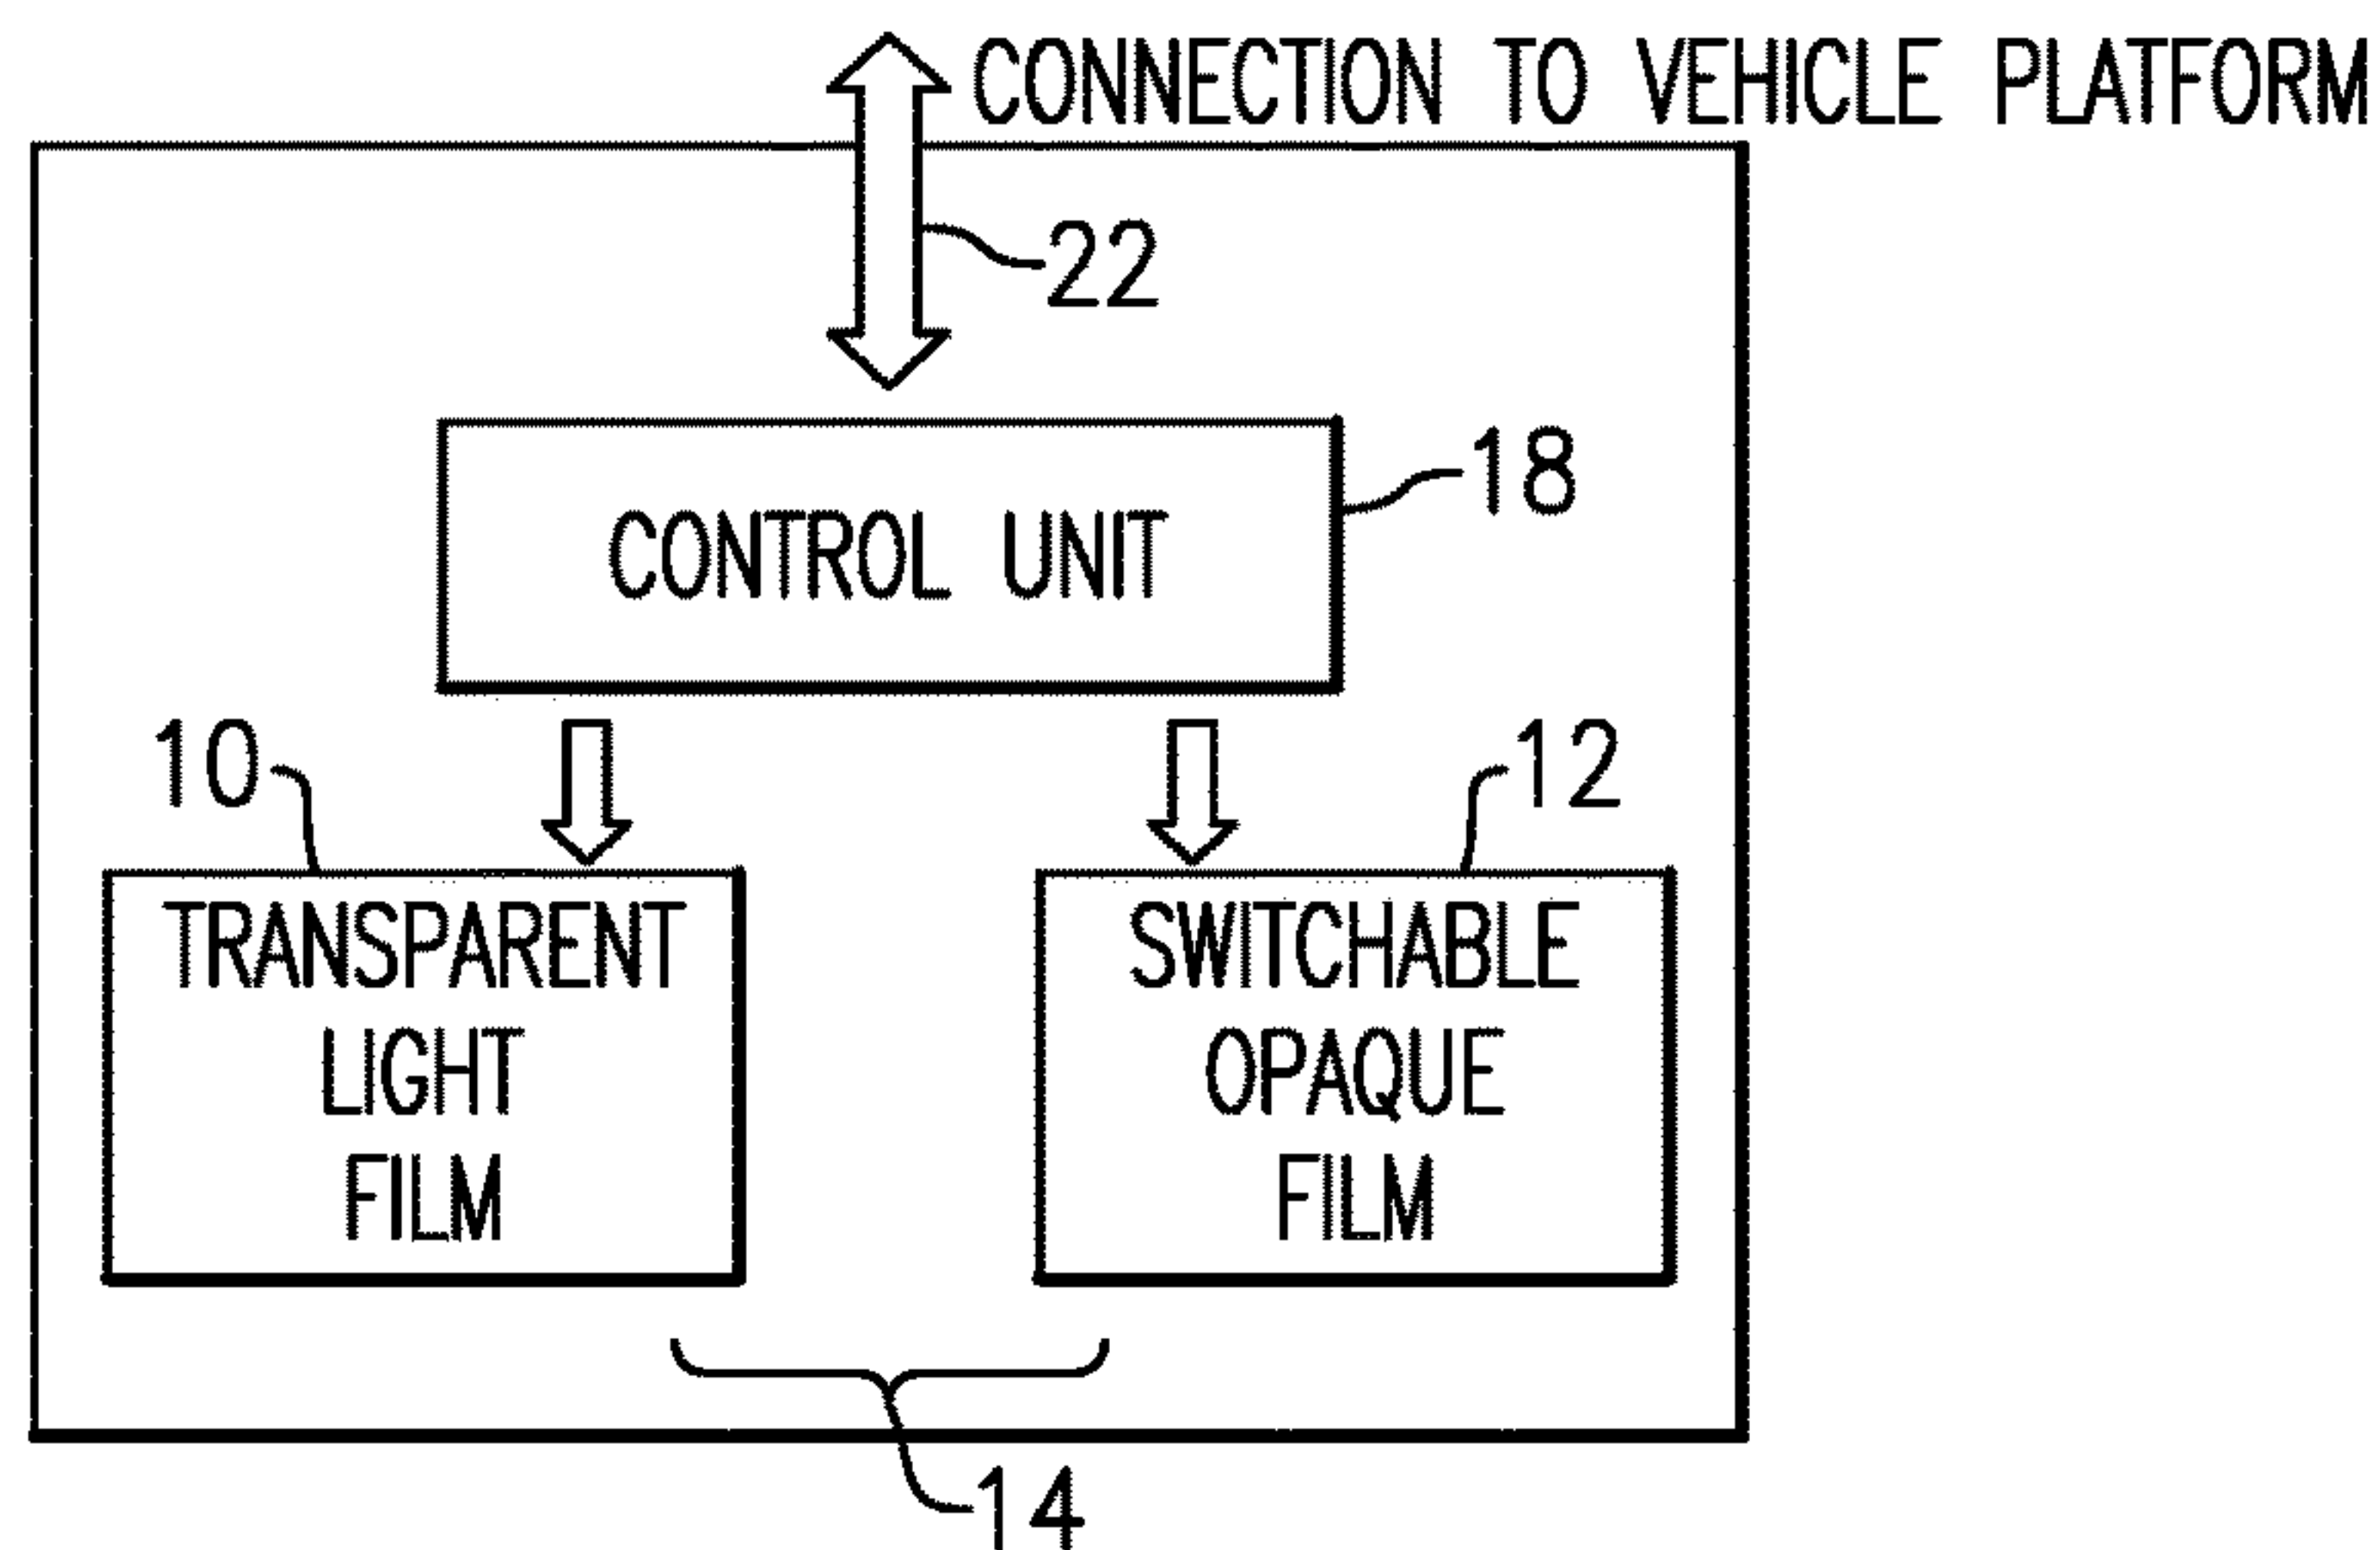 CONNECTION TO VEHICLE PLATFORM
22
CONTROL UNIT
18
10
12
TRANSPARENT
LIGHT
FILM
SWITCHABLE
OPAQUE
FILM
14